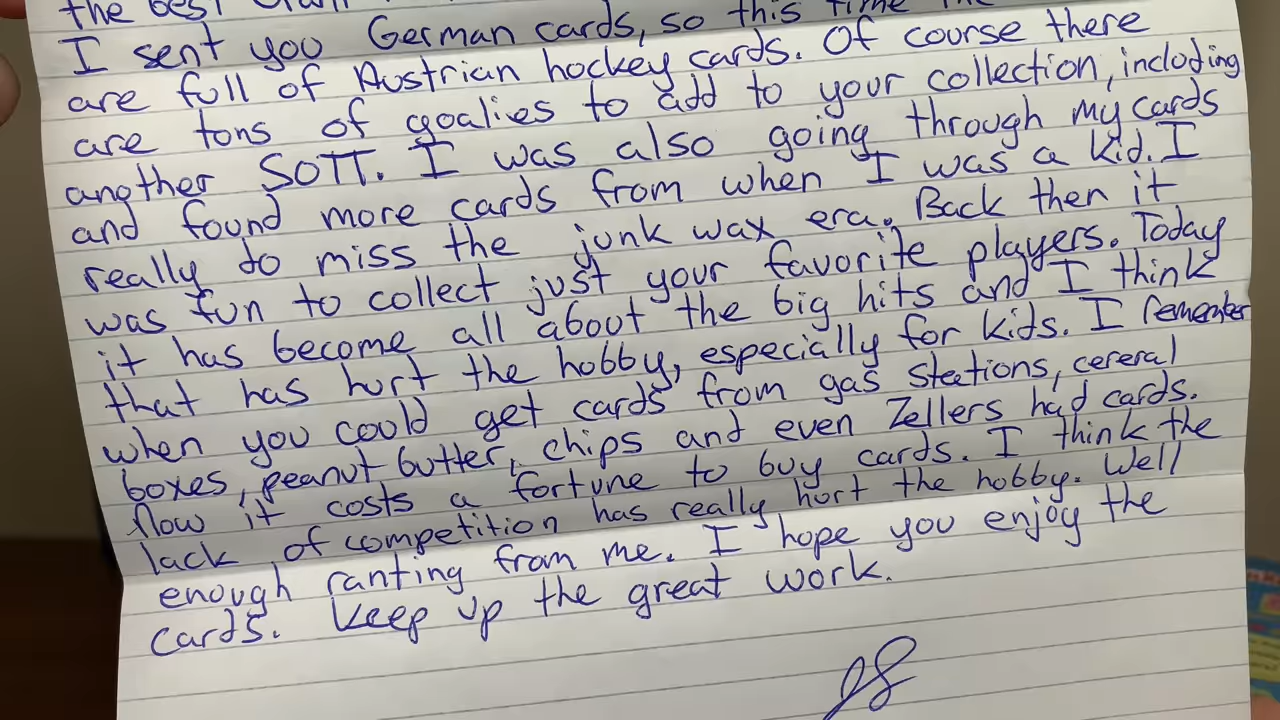 the best
I sent you German cards, so this time
are full of Austrian hockey cards. Of course there
are tons of goalies to add to your collection, including
another SOTT. I was also going through my cards
and found more cards from when I was a kid. I
really do miss the junk wax era. Back then it
was fun to collect just your favorite players. Today
it has become all about the big hits and I think
that has hurt the hobby, especially for kids. I remember
when you could get cards from gas stations, cereral
boxes, peanut butter, chips and even Zellers had cards.
Now it costs a fortune to buy cards. I think the
lack of competition has really hurt the hobby. Well
enough ranting from me. I hope you enjoy the
cards. Keep up the great work.